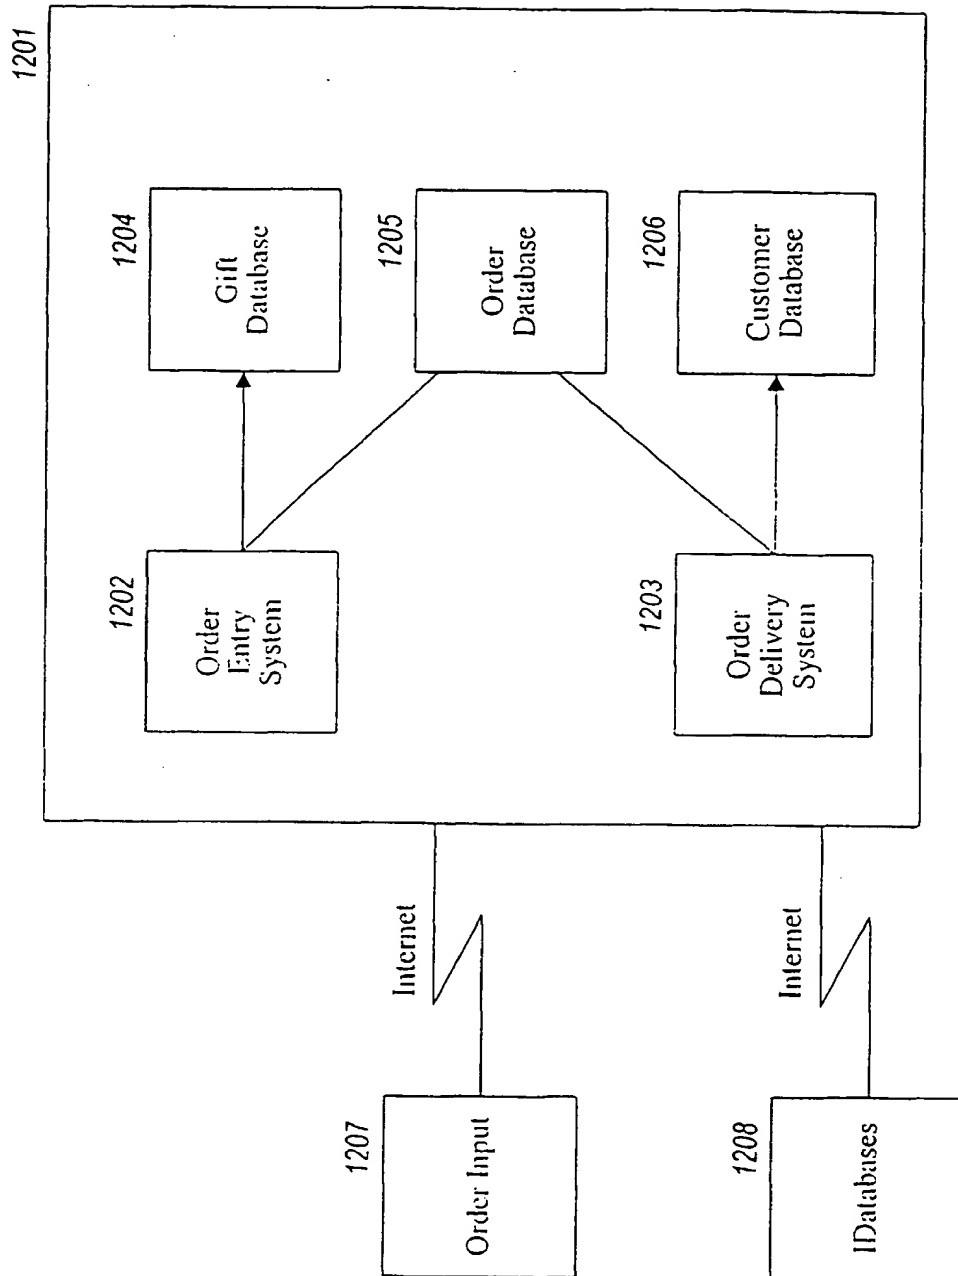 1201
1202
Order
Entry
System
1204
Gift
Database
1205
Order
Database
1203
Order
Delivery
System
1206
Customer
Database
Internet
1207
Order Input
Internet
1208
IDatabases